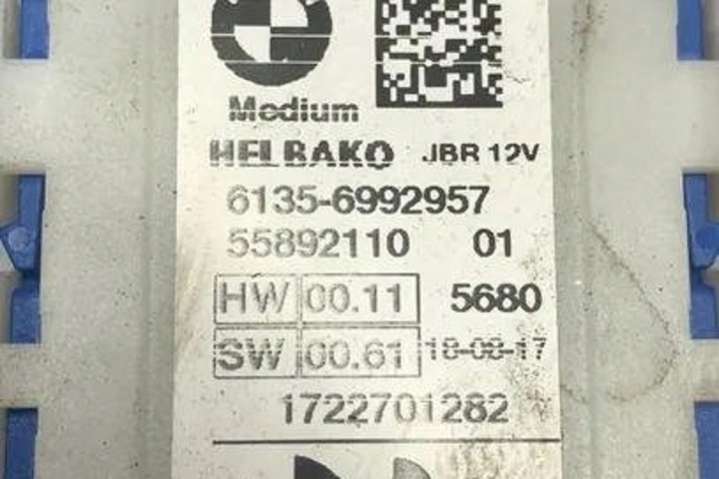 Medium
HELBAKO JBR 12V
6135-6992957
55892110 01
HW 00.11 5680
SW 00.61 18-08-17
1722701282